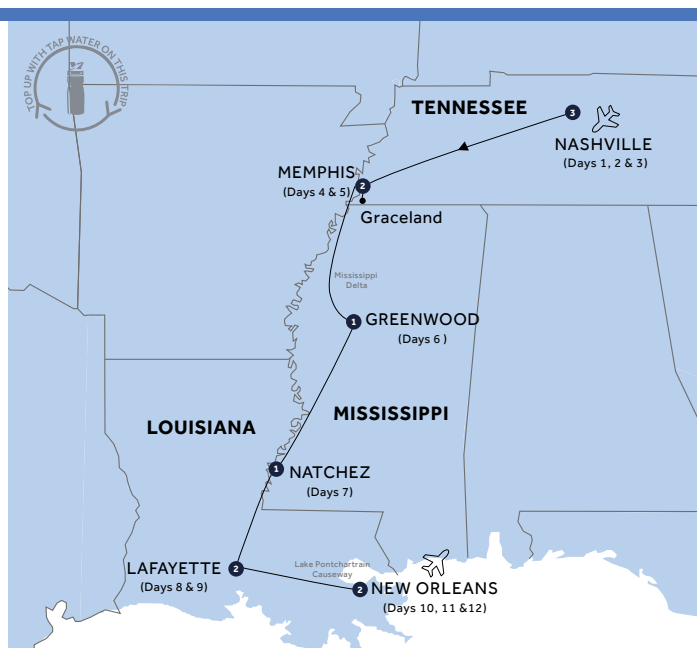 TOP UP WITH TAP WATER ON THIS TRIP
TENNESSEE
3
NASHVILLE
(Days 1, 2 & 3)
MEMPHIS
(Days 4 & 5)
2
Graceland
Mississippi
Delta
1
GREENWOOD
(Days 6 )
LOUISIANA
MISSISSIPPI
1
NATCHEZ
(Days 7)
LAFAYETTE
(Days 8 & 9)
2
Lake Pontchartrain
Causeway
2
NEW ORLEANS
(Days 10, 11 &12)